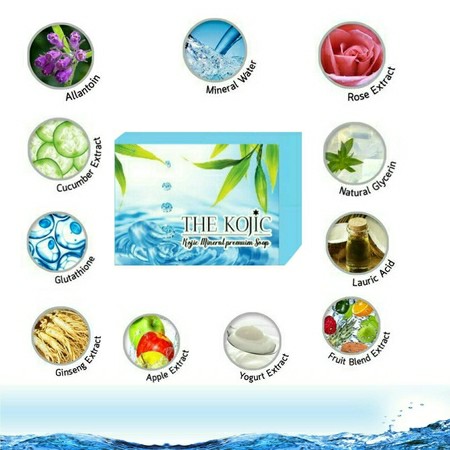 Allantoin
Mineral Water
Rose Extract
Cucumber Extract
Natural Glycerin
THE KOJIC
Kojic Mineral premuim Soap
Glutathione
Lauric Acid
Ginseng Extract
Apple Extract
Yogurt Extract
Fruit Blend Extract